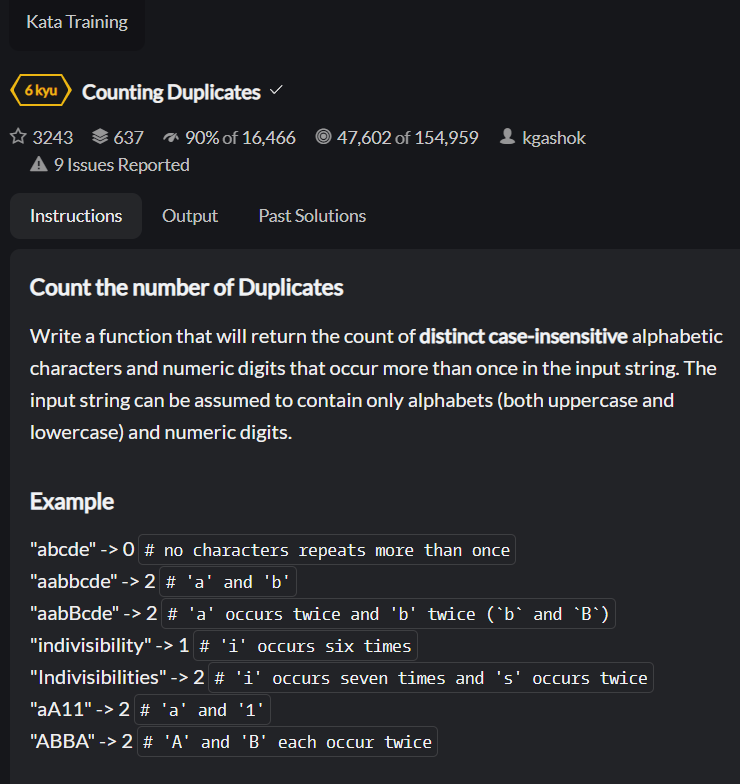 Kata Training
6 kyu Counting Duplicates
3243 637 90% of 16,466 47,602 of 154,959 kgashok
9 Issues Reported
Instructions Output Past Solutions
Count the number of Duplicates
Write a function that will return the count of distinct case-insensitive alphabetic
characters and numeric digits that occur more than once in the input string. The
input string can be assumed to contain only alphabets (both uppercase and
lowercase) and numeric digits.
Example
"abcde" -> 0 # no characters repeats more than once
"aabbcde" -> 2 # 'a' and 'b'
"aabBcde" -> 2 # 'a' occurs twice and 'b' twice (`b` and `B`)
"indivisibility" -> 1 # 'i' occurs six times
"Indivisibilities" -> 2 # 'i' occurs seven times and 's' occurs twice
"aA11" -> 2 # 'a' and '1'
"ABBA" -> 2 # 'A' and 'B' each occur twice